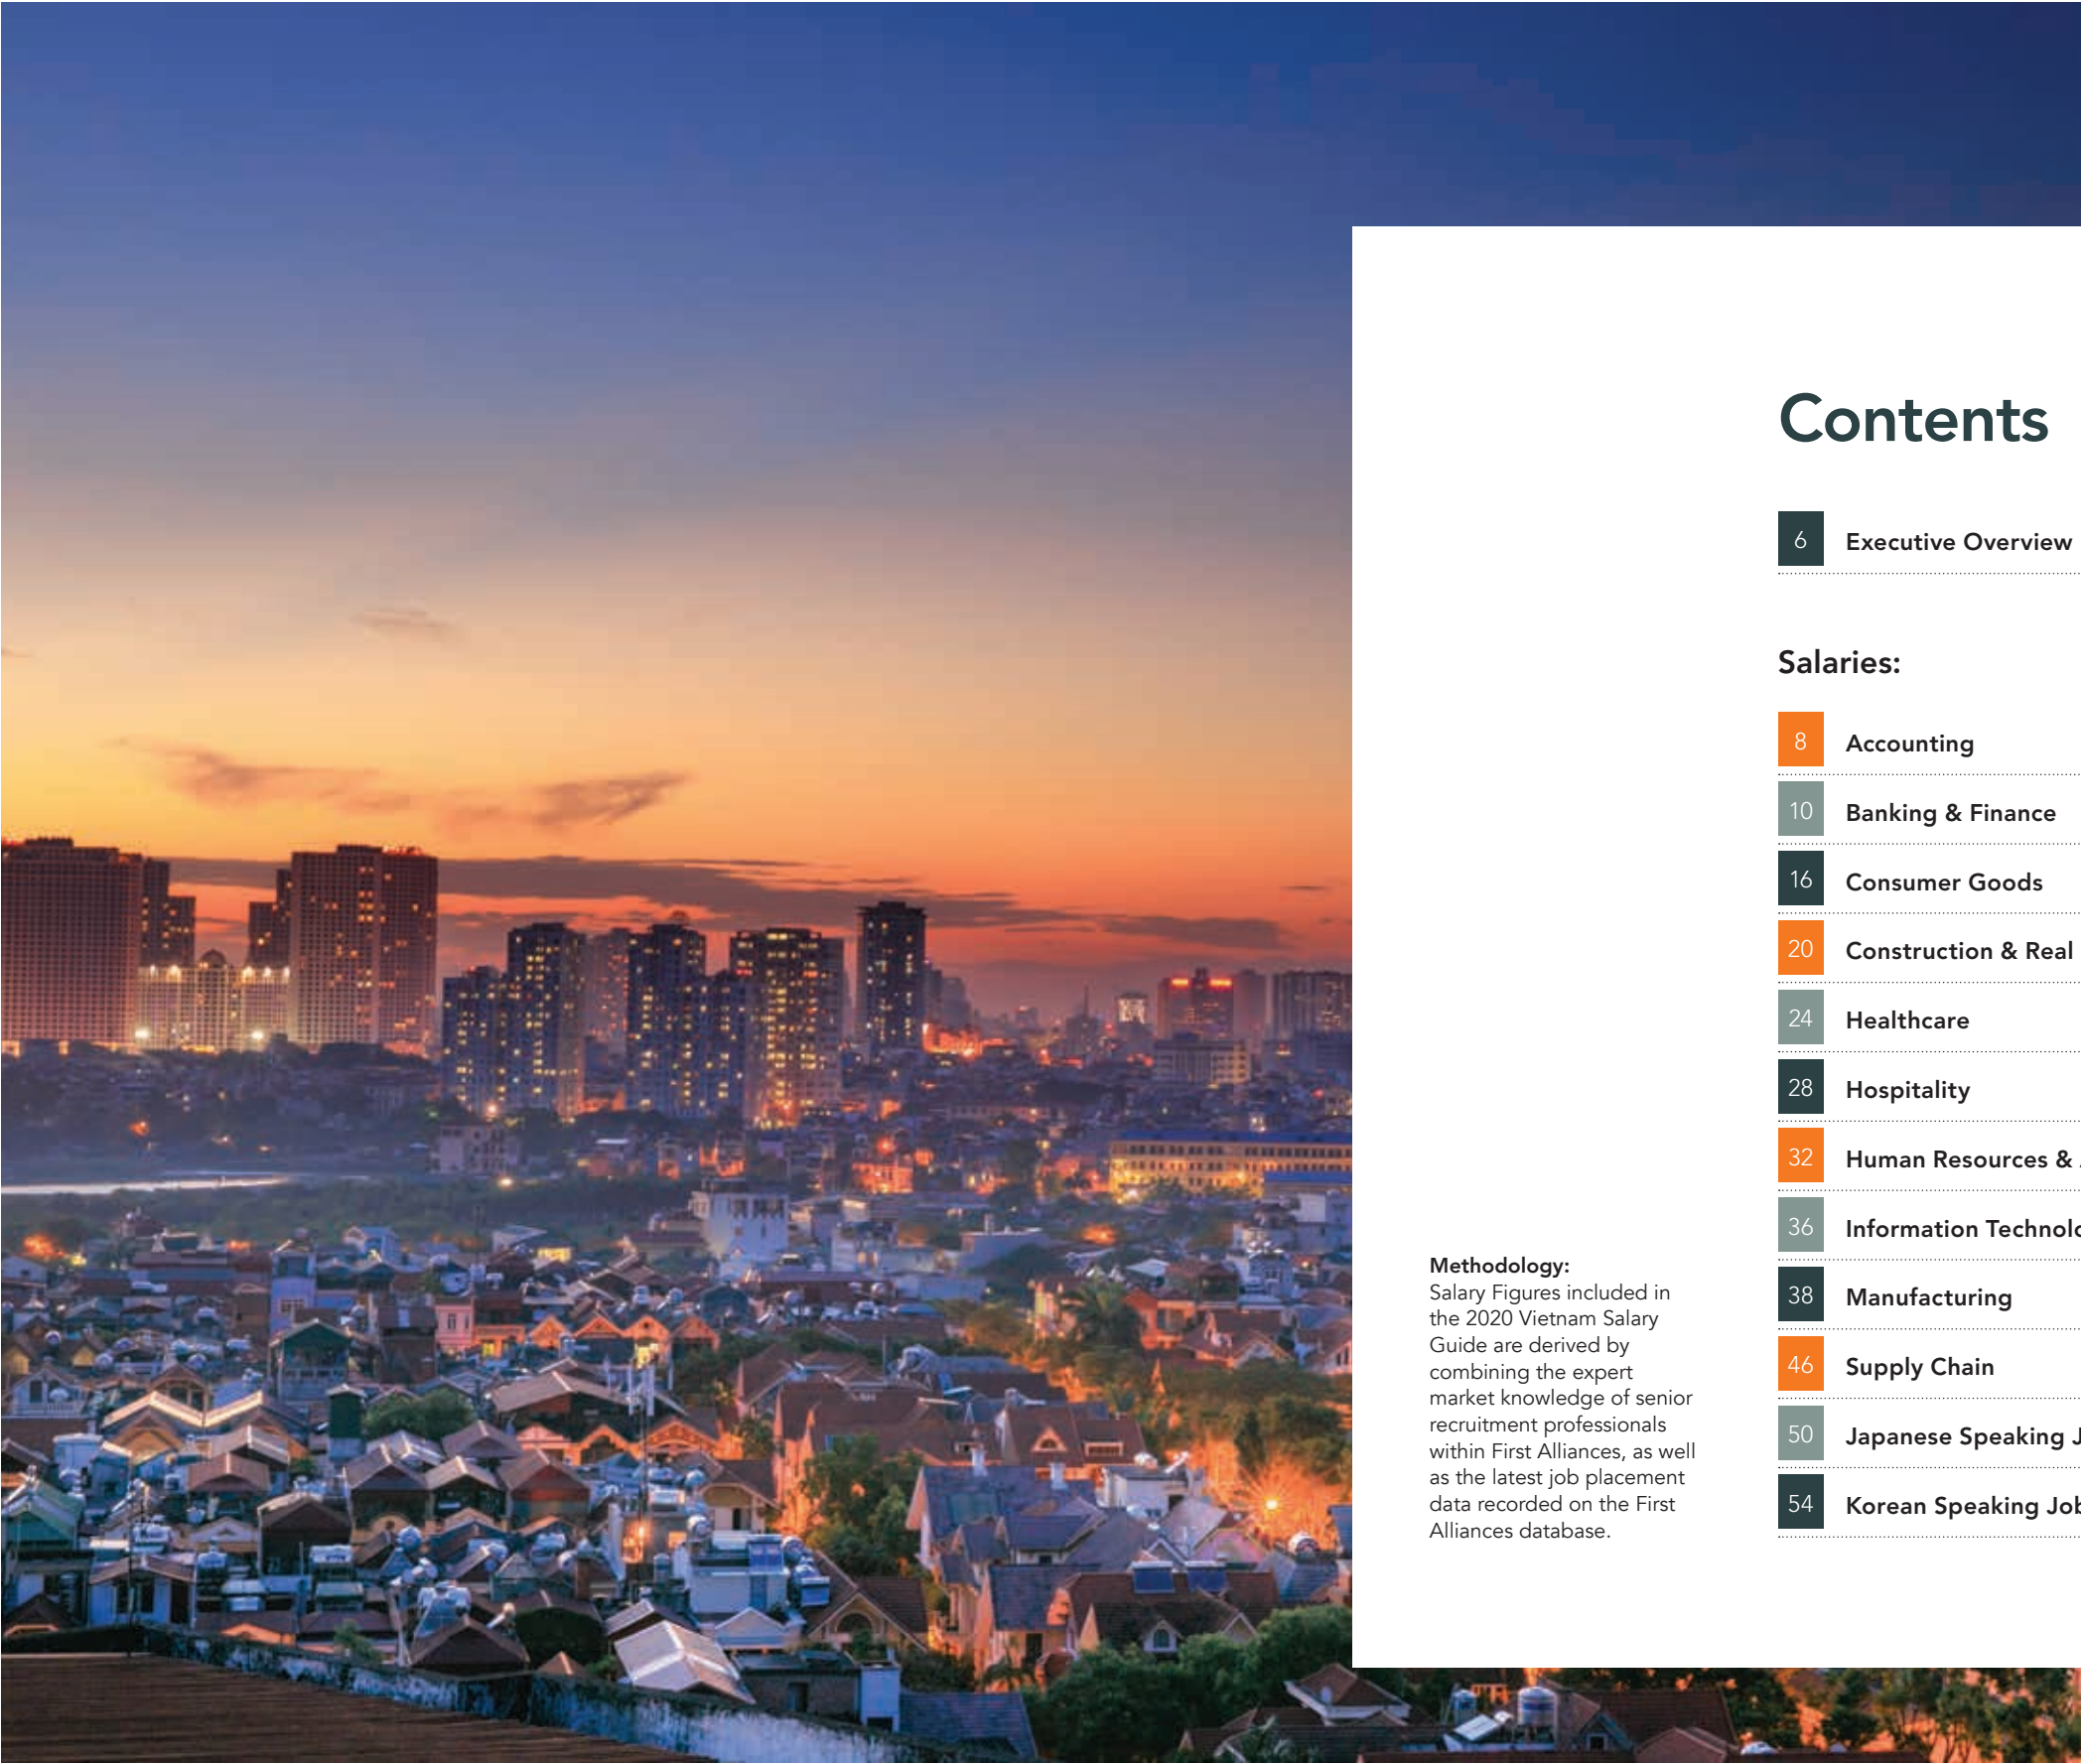 Contents
6 Executive Overview
Salaries:
8 Accounting
10 Banking & Finance
16 Consumer Goods
20 Construction & Real
24 Healthcare
28 Hospitality
32 Human Resources &
36 Information
38 Manufacturing
46 Supply Chain
50 Japanese Speaking
54 Korean Speaking
Methodology:
Salary Figures included in
the 2020 Vietnam Salary
Guide are derived by
combining the expert
market knowledge of senior
recruitment professionals
within First Alliances, as well
as the latest job placement
data recorded on the First
Alliances database.